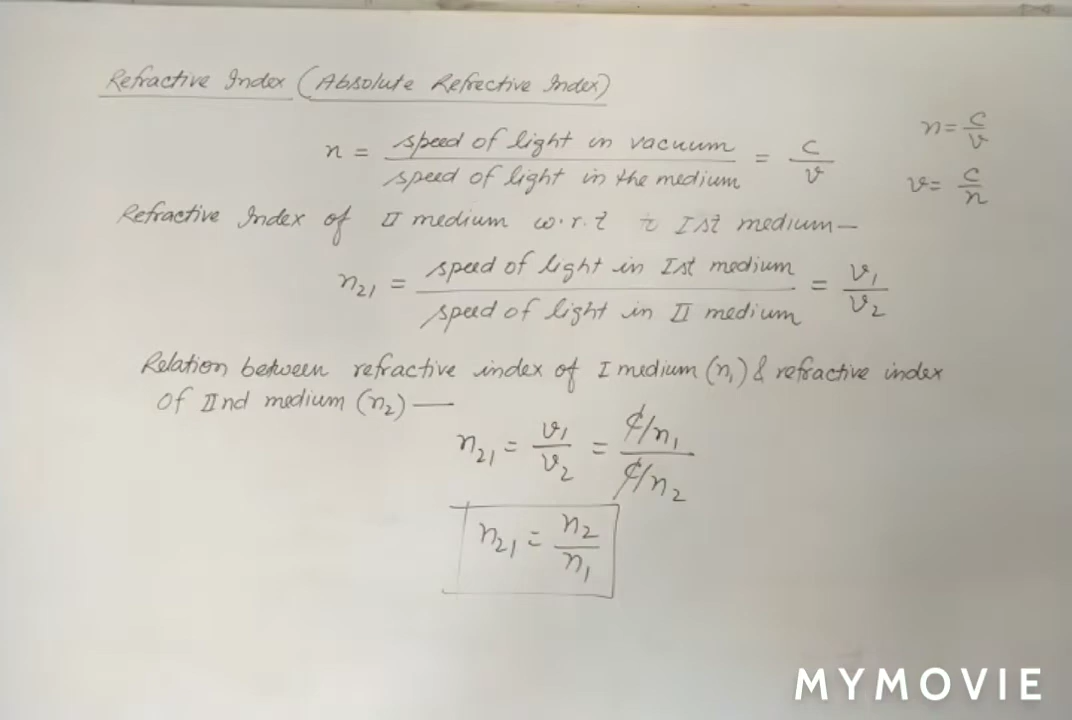 Refractive Index (Absolute Refrective Index)
n = speed of light in vacuum / speed of light in the medium = c/v
n = c/v
v = c/n
Refractive Index of II medium w.r.t Ist medium—
n₂₁ = speed of light in Ist medium / speed of light in II medium = v₁/v₂
Relation between refractive index of I medium (n₁) & refractive index
of IInd medium (n₂) —
n₂₁ = v₁/v₂ = c/n₁ / c/n₂
n₂₁ = n₂/n₁
MYMOVIE